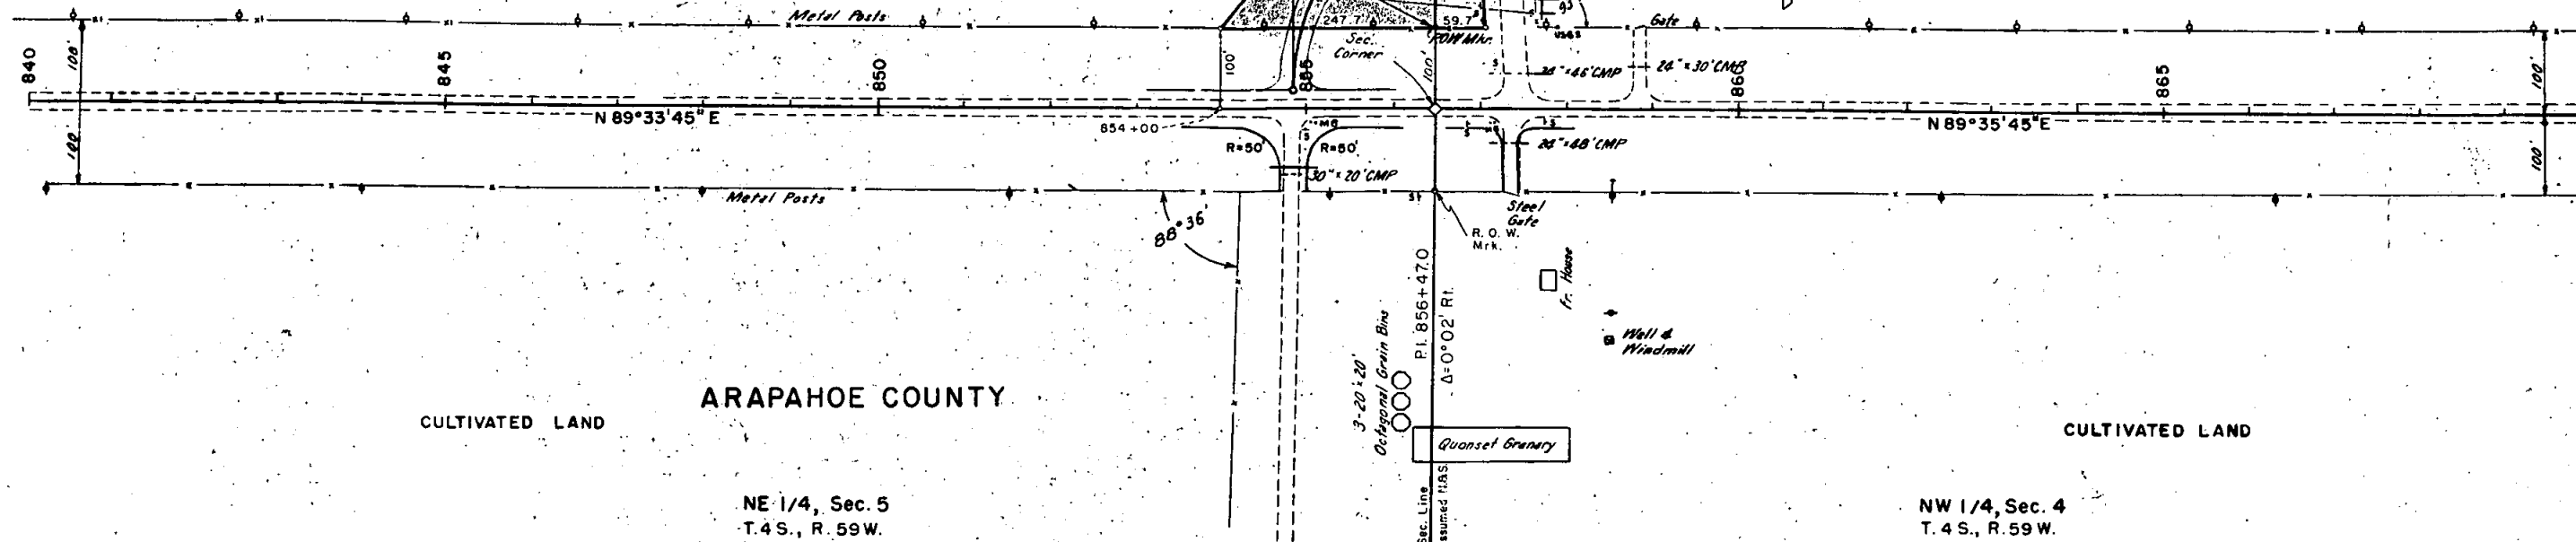 Metal Posts
247.7'
59.7'
Gate
Sec.
Corner
ROW Mkr.
840
100'
845
850
100'
855
100'
24"x46' CMP
24"x30' CMP
860
865
100'
N 89°33'45" E
854+00
N 89°35'45" E
100'
R=50'
R=50'
24"x48' CMP
100'
30"x20' CMP
Metal Posts
88°36'
Steel
Gate
R. O. W.
Mrk.
P.I. 856+47.0
Δ=0°02' Rt.
Fr. House
Well &
Windmill
3-20'x20'
Octagonal Grain Bins
ARAPAHOE COUNTY
CULTIVATED LAND
CULTIVATED LAND
Quonset Granary
Sec. Line
NE 1/4, Sec. 5
T. 4 S., R. 59 W.
NW 1/4, Sec. 4
T. 4 S., R. 59 W.